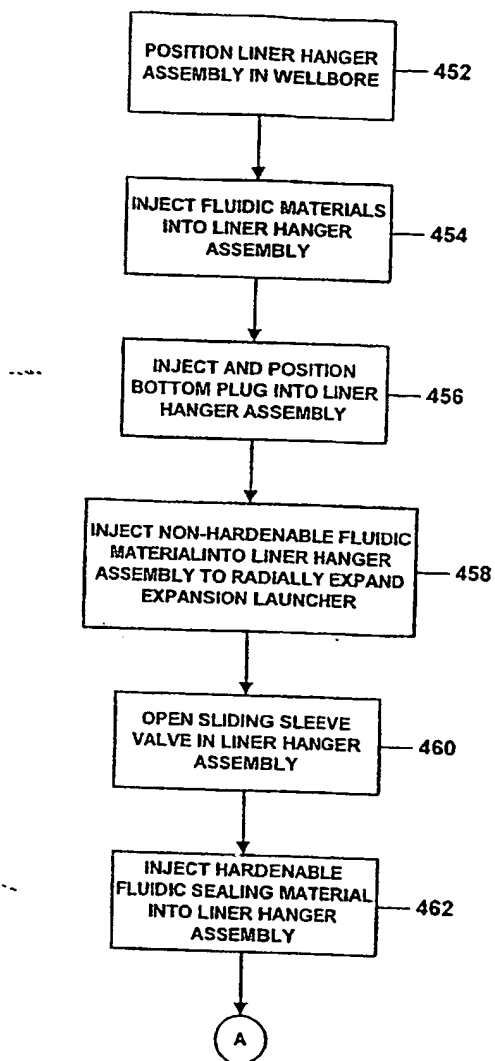 POSITION LINER HANGER
ASSEMBLY IN WELLBORE
452
INJECT FLUIDIC MATERIALS
INTO LINER HANGER
ASSEMBLY
454
INJECT AND POSITION
BOTTOM PLUG INTO LINER
HANGER ASSEMBLY
456
INJECT NON-HARDENABLE FLUIDIC
MATERIALINTO LINER HANGER
ASSEMBLY TO RADIALLY EXPAND
EXPANSION LAUNCHER
458
OPEN SLIDING SLEEVE
VALVE IN LINER HANGER
ASSEMBLY
460
INJECT HARDENABLE
FLUIDIC SEALING MATERIAL
INTO LINER HANGER
ASSEMBLY
462
A